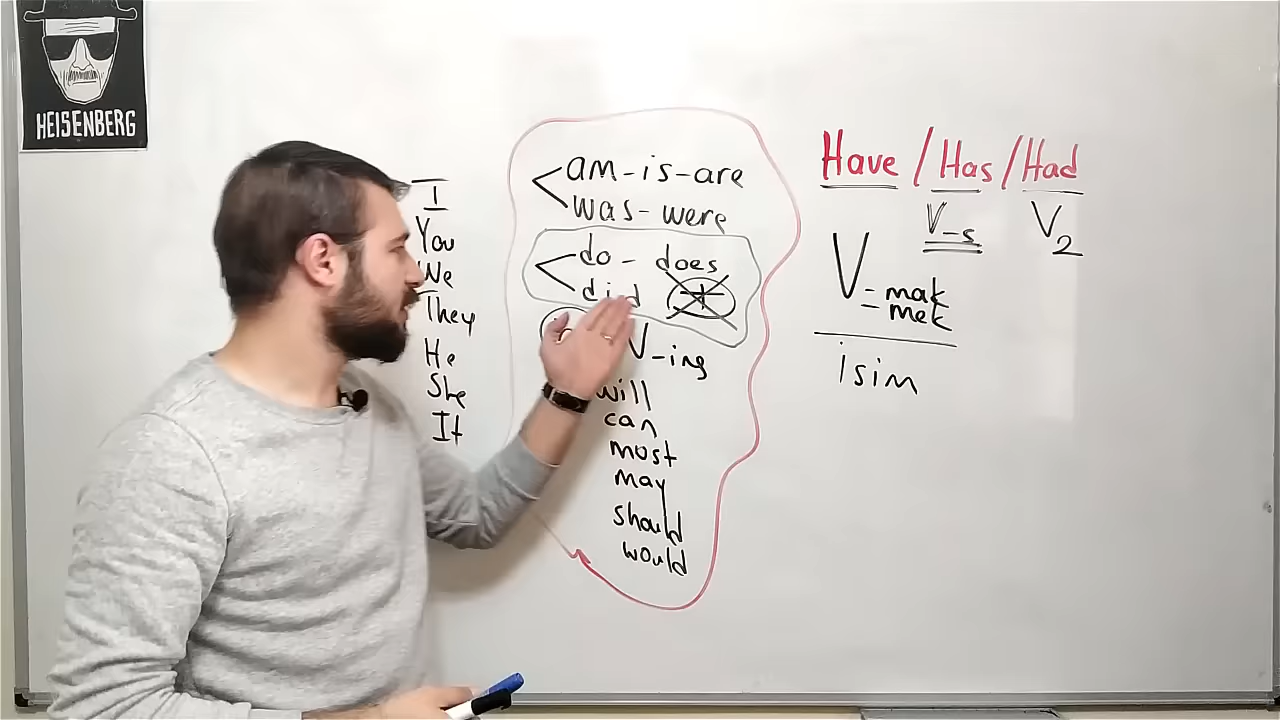 HEISENBERG
I
You
We
They
He
She
It
am-is-are
was-were
do - does
did +
V-ing
will
can
most
may
should
would
Have / Has / Had
V-s
V2
V-mak
-mek
isim